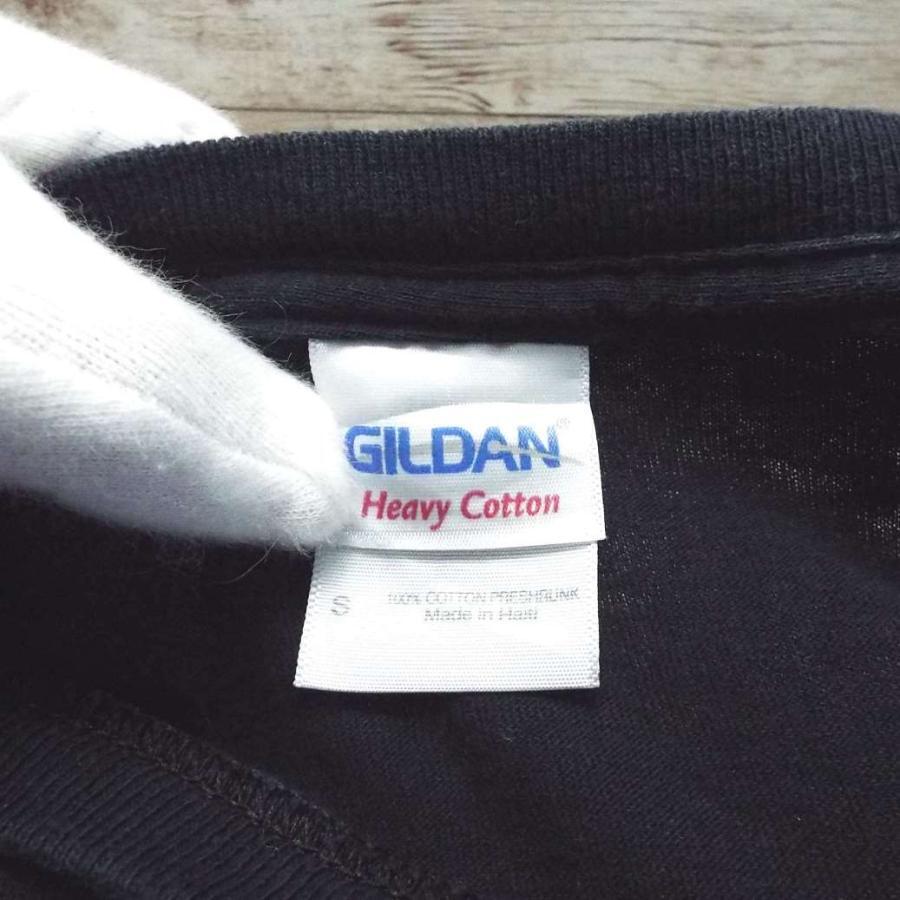 GILDAN®
Heavy Cotton
S
100% COTTON PRESHRUNK
Made in Haiti